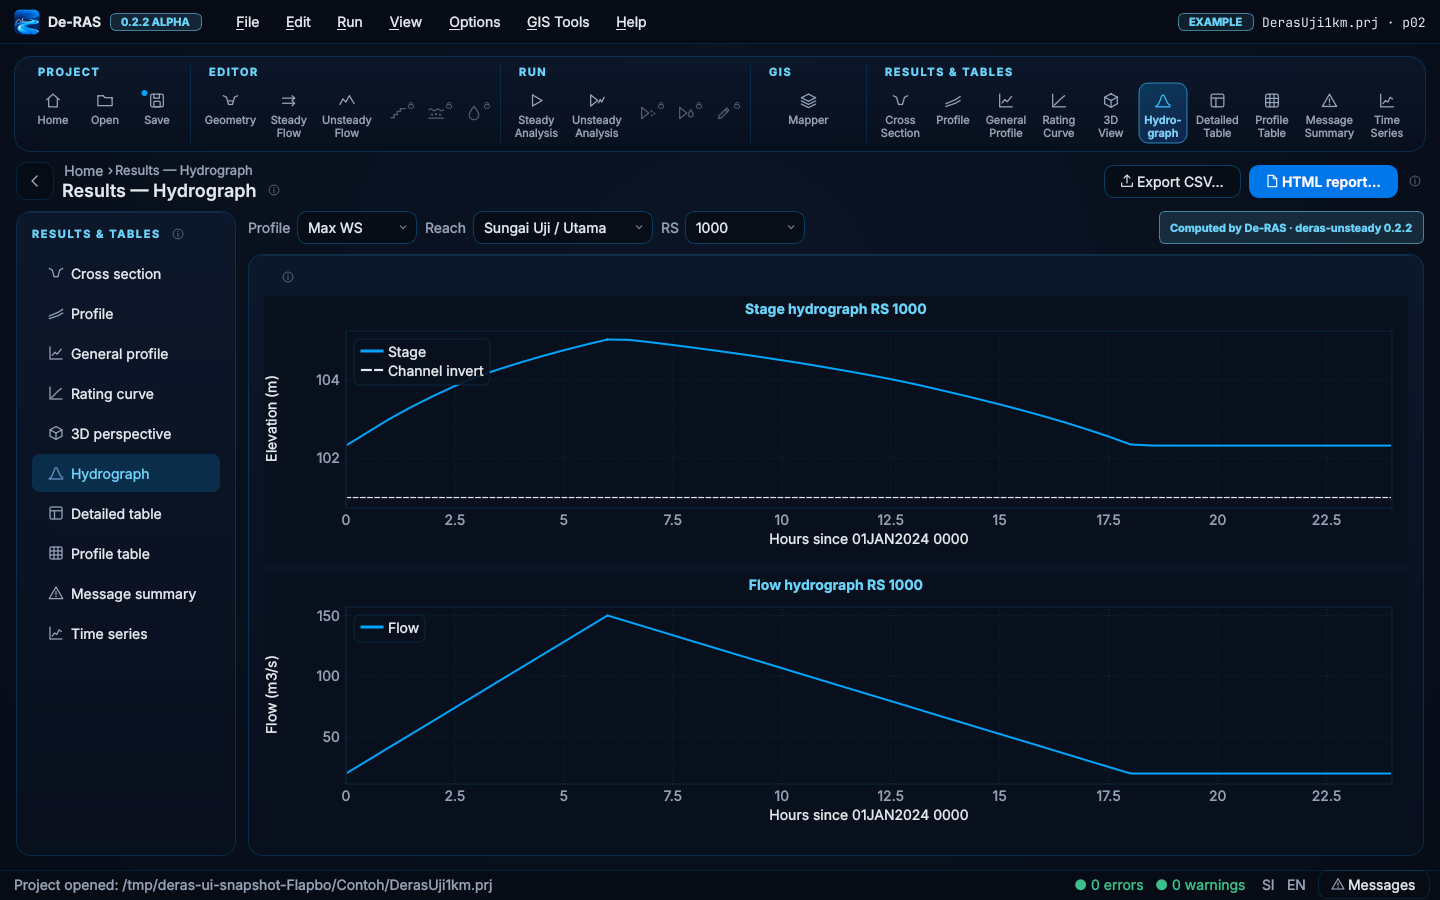 De-RAS 0.2.2 ALPHA File Edit Run View Options GIS Tools Help EXAMPLE DerasUji1km.prj · p02
PROJECT EDITOR RUN GIS RESULTS & TABLES
Home Open Save Geometry Steady Flow Unsteady Flow Steady Analysis Unsteady Analysis Mapper Cross Section Profile General Profile Rating Curve 3D View Hydro-graph Detailed Table Profile Table Message Summary Time Series
Home › Results — Hydrograph
Results — Hydrograph
Export CSV... HTML report...
RESULTS & TABLES
Cross section
Profile
General profile
Rating curve
3D perspective
Hydrograph
Detailed table
Profile table
Message summary
Time series
Profile Max WS Reach Sungai Uji / Utama RS 1000
Computed by De-RAS · deras-unsteady 0.2.2
Stage hydrograph RS 1000
Stage
Channel invert
Elevation (m)
104
102
0 2.5 5 7.5 10 12.5 15 17.5 20 22.5
Hours since 01JAN2024 0000
Flow hydrograph RS 1000
Flow
Flow (m3/s)
150
100
50
0 2.5 5 7.5 10 12.5 15 17.5 20 22.5
Hours since 01JAN2024 0000
Project opened: /tmp/deras-ui-snapshot-Flapbo/Contoh/DerasUji1km.prj
0 errors 0 warnings SI EN Messages